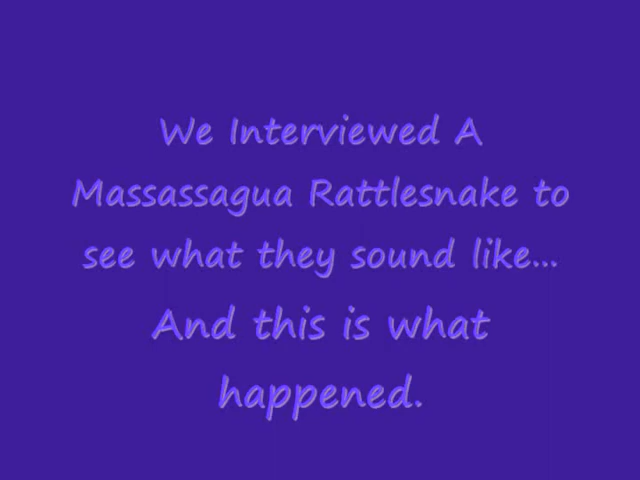 We Interviewed A
Massassagua Rattlesnake to
see what they sound like...
And this is what
happened.